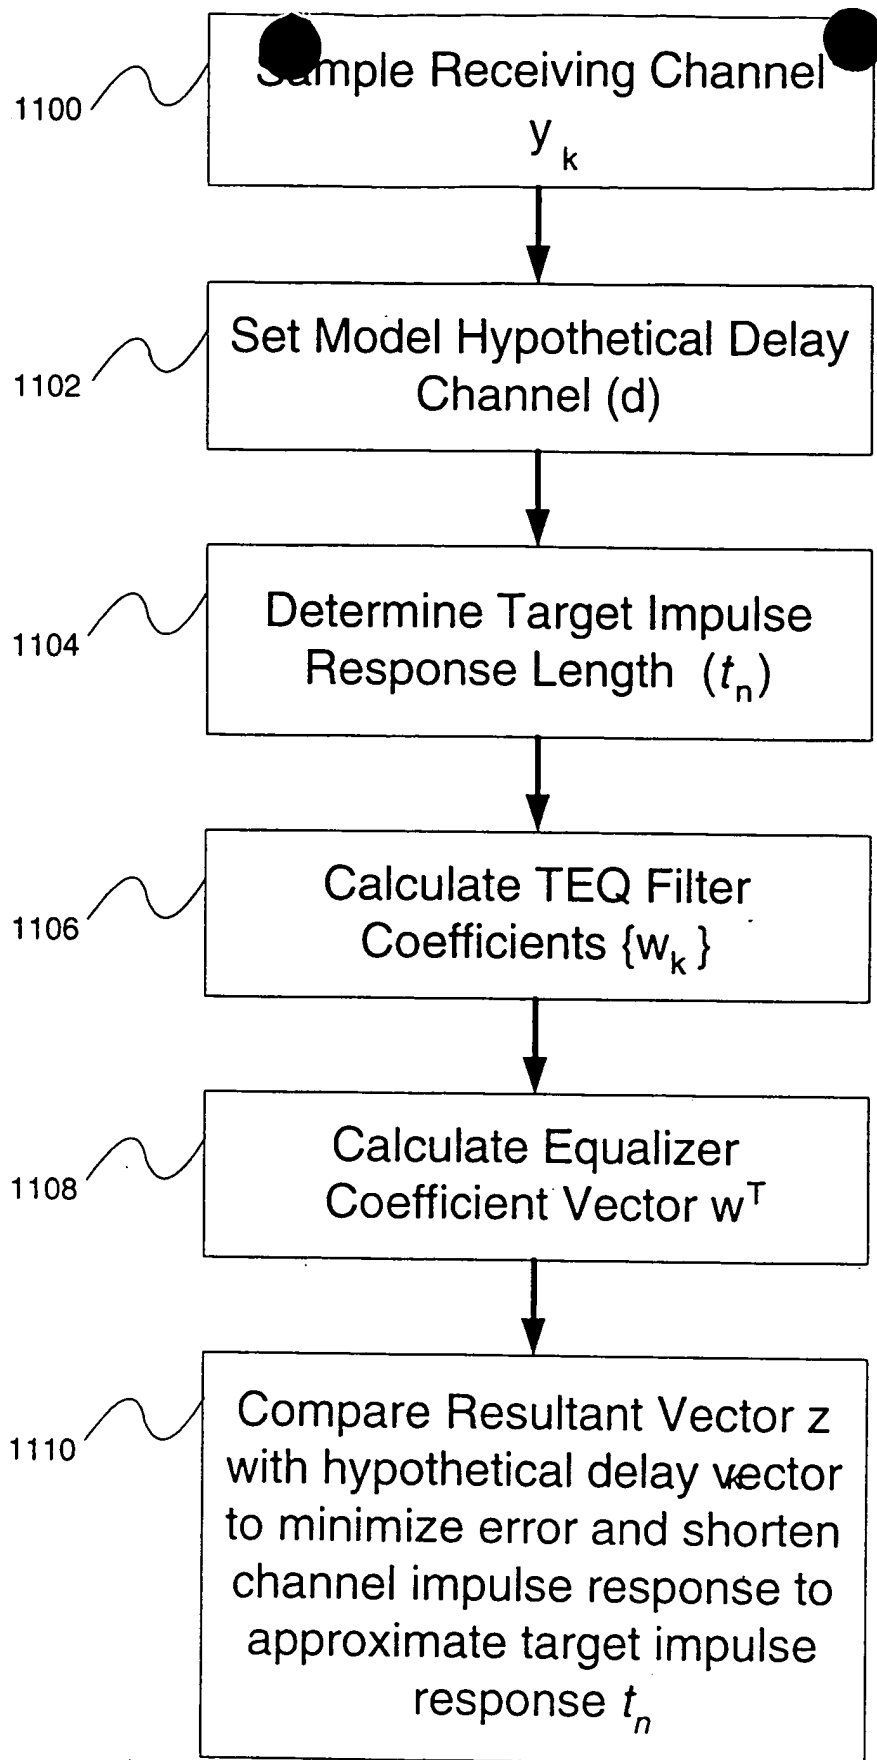 Sample Receiving Channel
y k
1100
Set Model Hypothetical Delay
Channel (d)
1102
Determine Target Impulse
Response Length (tn)
1104
Calculate TEQ Filter
Coefficients {wk}
1106
Calculate Equalizer
Coefficient Vector wT
1108
Compare Resultant Vector z
with hypothetical delay vector
k
to minimize error and shorten
channel impulse response to
approximate target impulse
response tn
1110